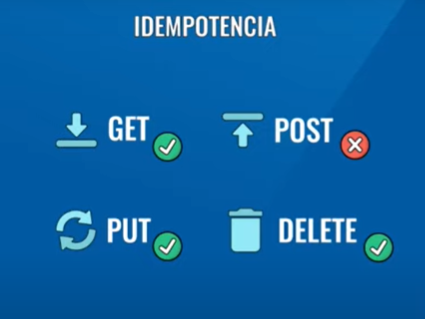 IDEMPOTENCIA
GET POST
PUT DELETE